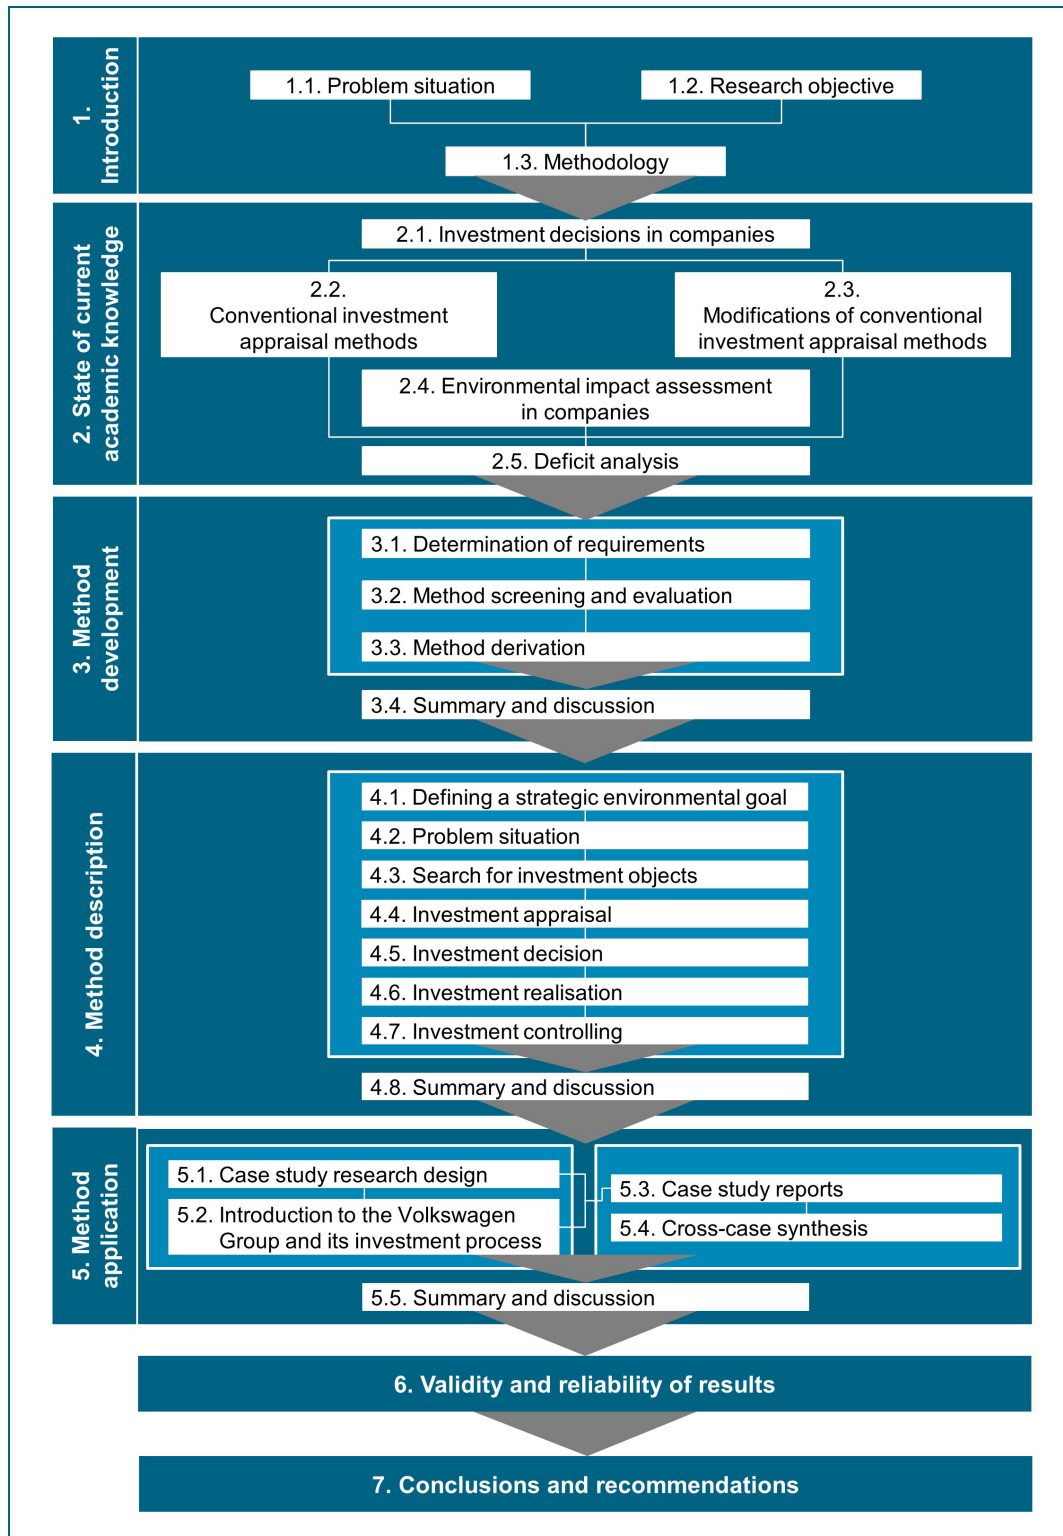 1.
Introduction
1.1. Problem situation
1.2. Research objective
1.3. Methodology
2. State of current
academic knowledge
2.1. Investment decisions in companies
2.2.
Conventional investment
appraisal methods
2.3.
Modifications of conventional
investment appraisal methods
2.4. Environmental impact assessment
in companies
2.5. Deficit analysis
3. Method
development
3.1. Determination of requirements
3.2. Method screening and evaluation
3.3. Method derivation
3.4. Summary and discussion
4. Method description
4.1. Defining a strategic environmental goal
4.2. Problem situation
4.3. Search for investment objects
4.4. Investment appraisal
4.5. Investment decision
4.6. Investment realisation
4.7. Investment controlling
4.8. Summary and discussion
5. Method
application
5.1. Case study research design
5.2. Introduction to the Volkswagen
Group and its investment process
5.3. Case study reports
5.4. Cross-case synthesis
5.5. Summary and discussion
6. Validity and reliability of results
7. Conclusions and recommendations